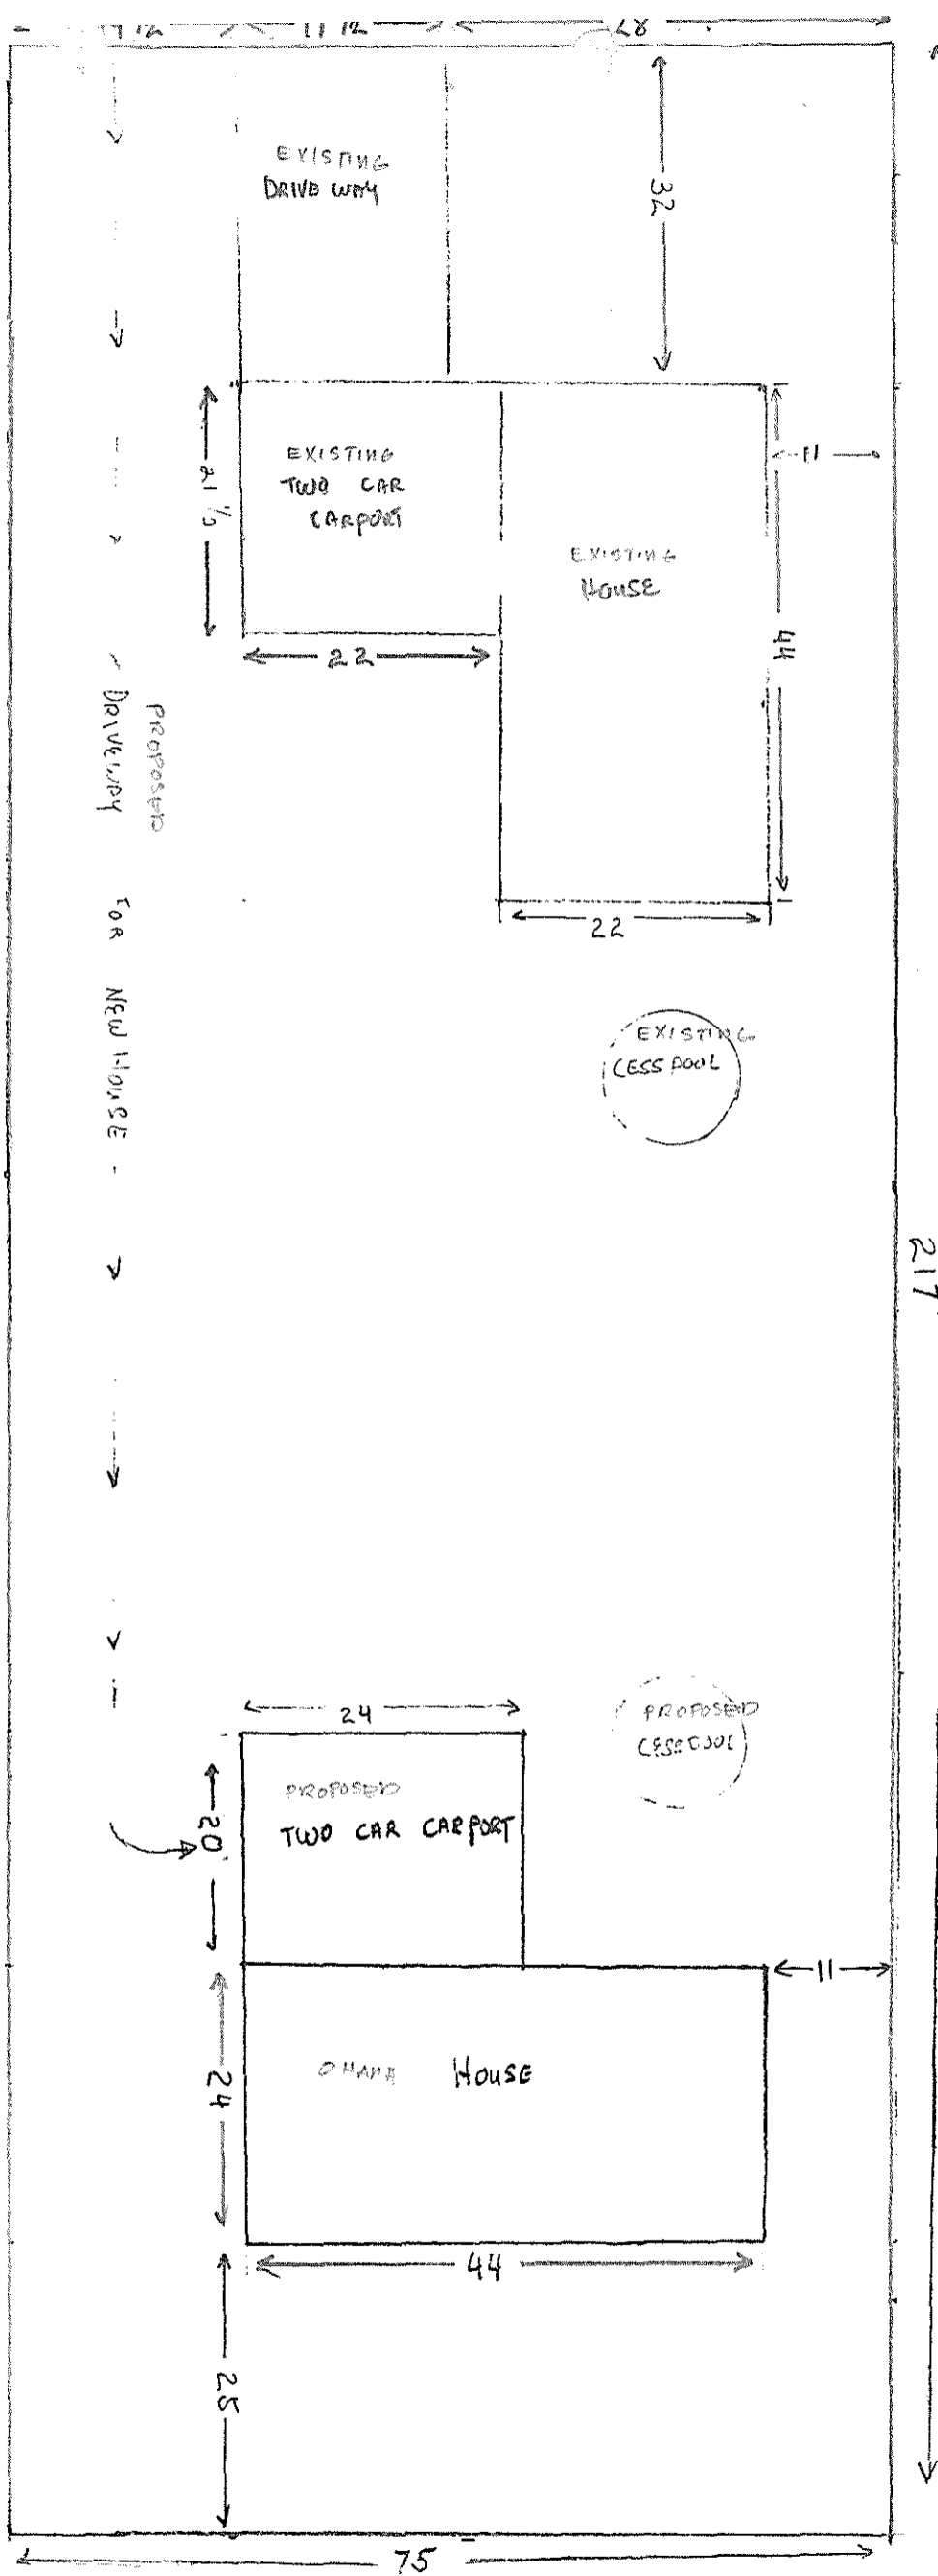 28
EXISTING
DRIVE WAY
32
EXISTING
TWO CAR
CARPORT
11
21 1/2
EXISTING
HOUSE
44
22
PROPOSED
DRIVEWAY FOR NEW HOUSE -
22
EXISTING
CESS POOL
217
24
PROPOSED
CESSPOOL
PROPOSED
TWO CAR CARPORT
20'
11
OHANA HOUSE
24
44
25
75